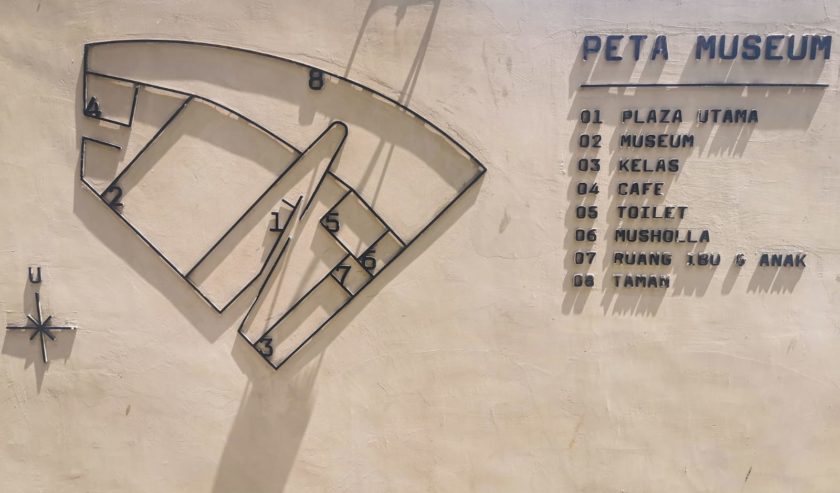 PETA MUSEUM
01 PLAZA UTAMA
02 MUSEUM
03 KELAS
04 CAFE
05 TOILET
06 MUSHOLLA
07 RUANG IBU & ANAK
08 TAMAN
8
4
2
1
5
6
7
3
U